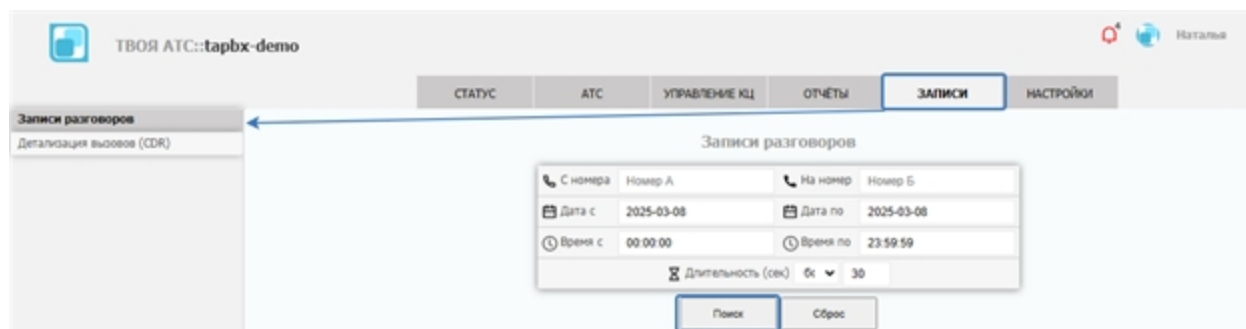 ТВОЯ АТС::tapbx-demo
4
Наталья
СТАТУС АТС УПРАВЛЕНИЕ КЦ ОТЧЁТЫ ЗАПИСИ НАСТРОЙКИ
Записи разговоров
Детализация вызовов (CDR)
Записи разговоров
С номера Номер А На номер Номер Б
Дата с 2025-03-08 Дата по 2025-03-08
Время с 00:00:00 Время по 23:59:59
Длительность (сек) 30
Поиск Сброс